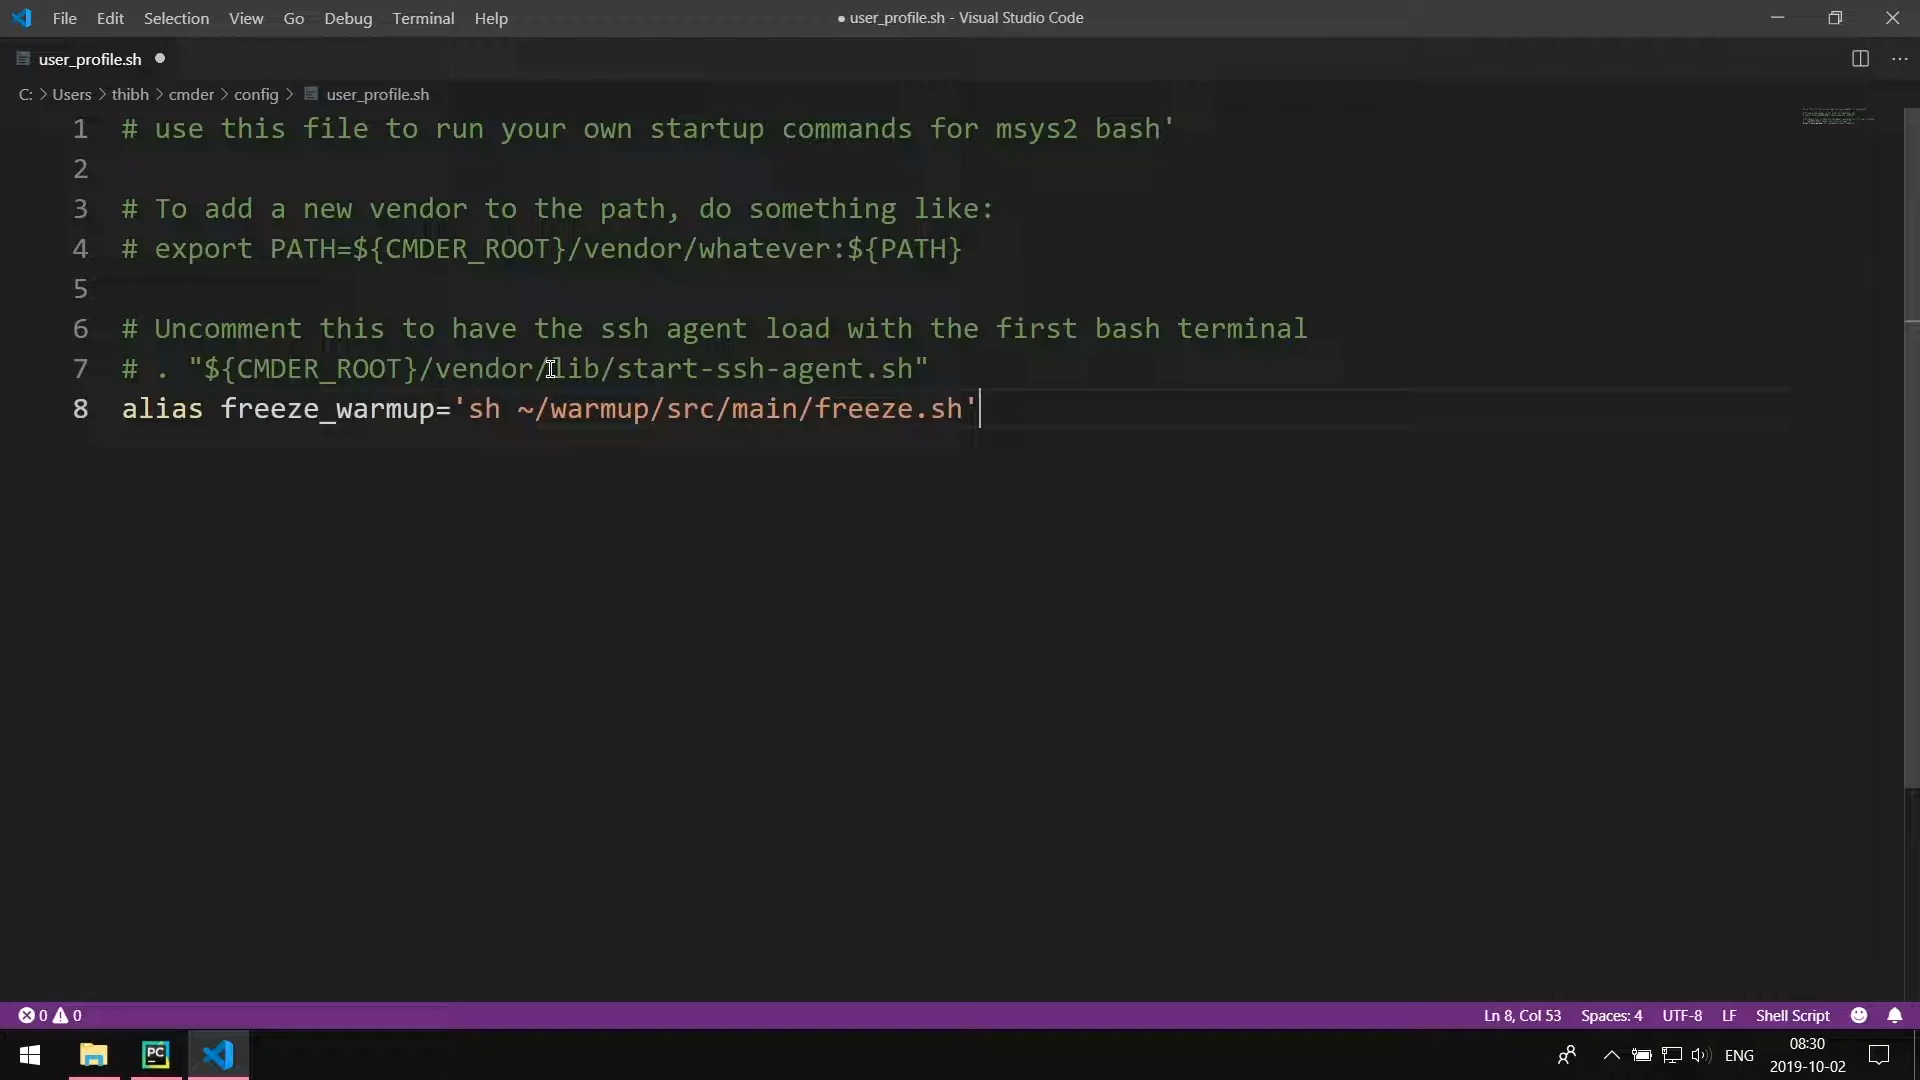 File Edit Selection View Go Debug Terminal Help
● user_profile.sh - Visual Studio Code
user_profile.sh ●
C: > Users > thibh > cmder > config > user_profile.sh
1 # use this file to run your own startup commands for msys2 bash'
2
3 # To add a new vendor to the path, do something like:
4 # export PATH=${CMDER_ROOT}/vendor/whatever:${PATH}
5
6 # Uncomment this to have the ssh agent load with the first bash terminal
7 # . "${CMDER_ROOT}/vendor/lib/start-ssh-agent.sh"
8 alias freeze_warmup='sh ~/warmup/src/main/freeze.sh'
0 0
Ln 8, Col 53 Spaces: 4 UTF-8 LF Shell Script
PC
ENG
08:30
2019-10-02